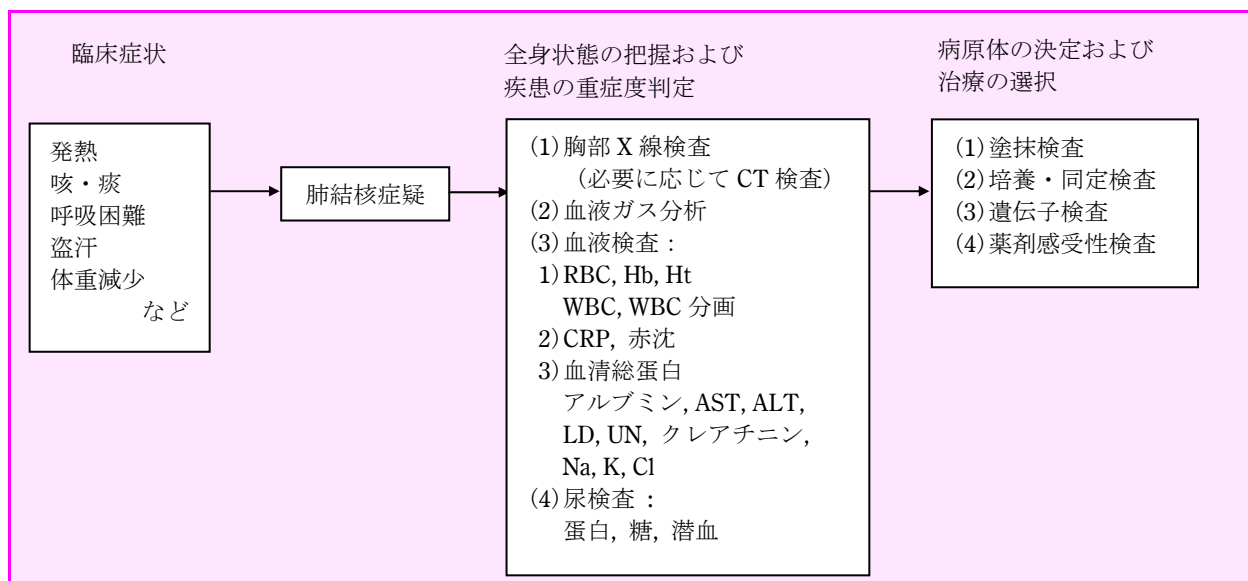 臨床症状
発熱
咳・痰
呼吸困難
盗汗
体重減少
など
肺結核症疑
全身状態の把握および
疾患の重症度判定
(1)胸部 X 線検査
(必要に応じて CT 検査)
(2)血液ガス分析
(3)血液検査:
1)RBC, Hb, Ht
WBC, WBC 分画
2)CRP, 赤沈
3)血清総蛋白
アルブミン, AST, ALT,
LD, UN, クレアチニン,
Na, K, Cl
(4)尿検査:
蛋白, 糖, 潜血
病原体の決定および
治療の選択
(1)塗抹検査
(2)培養・同定検査
(3)遺伝子検査
(4)薬剤感受性検査